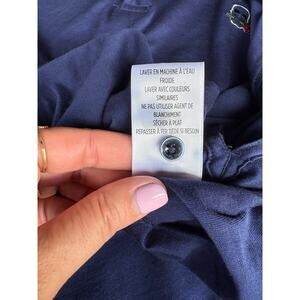 LAVER EN MACHINE À L'EAU
FROIDE
LAVER AVEC COULEURS
SIMILAIRES
NE PAS UTILISER AGENT DE
BLANCHIMENT
SÉCHER À PLAT
REPASSER À FER TIÈDE SI BESOIN